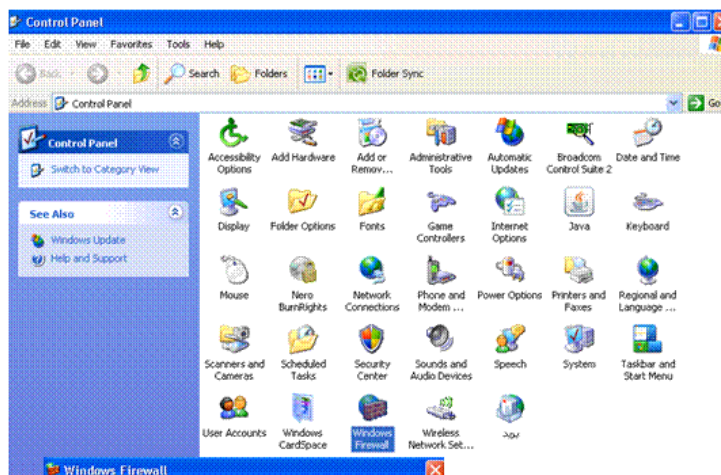 Control Panel
File Edit View Favorites Tools Help
Back Search Folders Folder Sync
Address Control Panel Go
Control Panel
Switch to Category View
See Also
Windows Update
Help and Support
Accessibility Options
Add Hardware
Add or Remov...
Administrative Tools
Automatic Updates
Broadcom Control Suite 2
Date and Time
Display
Folder Options
Fonts
Game Controllers
Internet Options
Java
Keyboard
Mouse
Nero BurnRights
Network Connections
Phone and Modem ...
Power Options
Printers and Faxes
Regional and Language ...
Scanners and Cameras
Scheduled Tasks
Security Center
Sounds and Audio Devices
Speech
System
Taskbar and Start Menu
User Accounts
Windows CardSpace
Windows Firewall
Wireless Network Set...
Windows Firewall